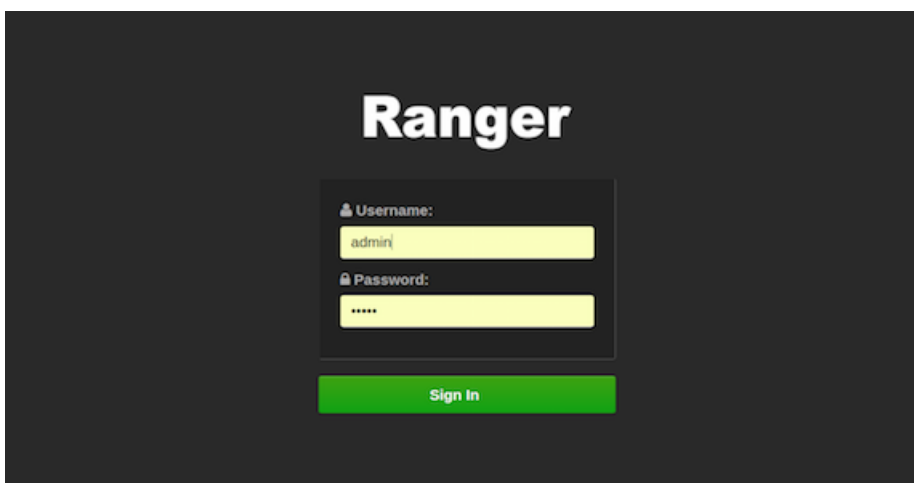 Ranger
Username:
admin
Password:
•••••
Sign In